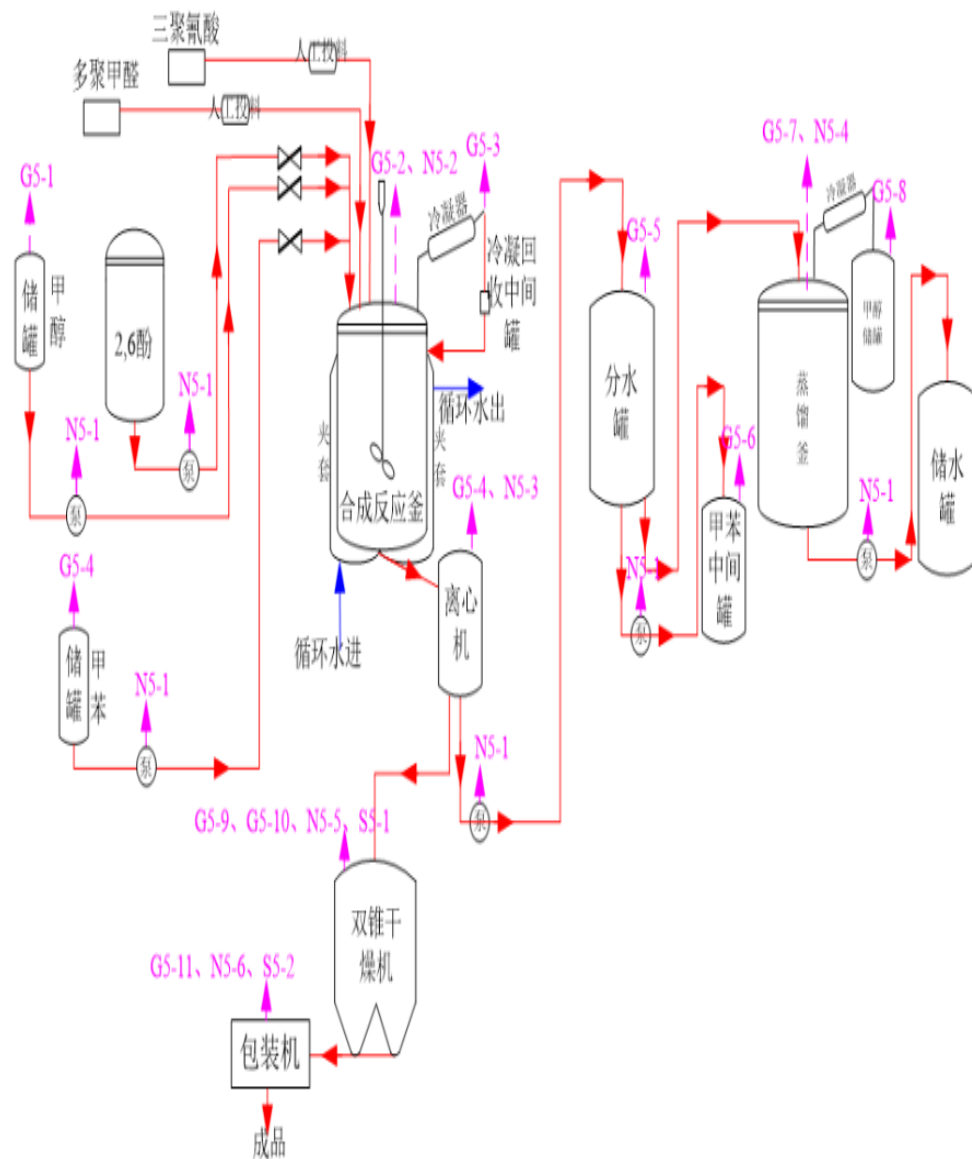 三聚氰酸
人工投料
多聚甲醛
人工投料
G5-1
G5-2、N5-2
G5-3
G5-7、N5-4
冷凝器
G5-8
冷凝器
G5-5
冷凝回
收中间
罐
储
罐
甲
醇
2,6酚
甲醇
储罐
分水
罐
蒸
馏
釜
循环水出
N5-1
N5-1
夹
套
夹
套
G5-6
储水
罐
泵
泵
合成反应釜
G5-4、N5-3
N5-1
甲苯
中间
罐
泵
N5-1
泵
G5-4
离心
机
循环水进
储
罐
甲
苯
N5-1
泵
N5-1
泵
G5-9、G5-10、N5-5、S5-1
双锥干
燥机
G5-11、N5-6、S5-2
包装机
成品